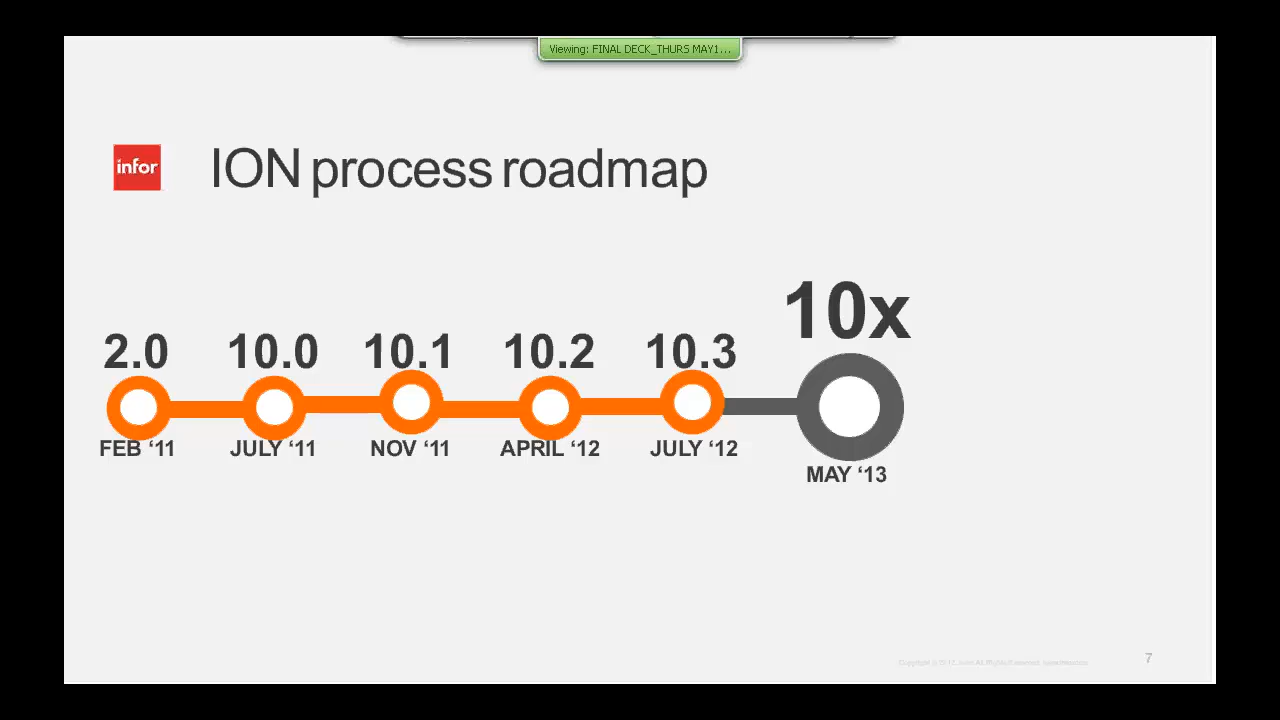 Viewing: FINAL DECK_THURS MAY1...
infor
ION process roadmap
2.0 10.0 10.1 10.2 10.3 10x
FEB ‘11 JULY ‘11 NOV ‘11 APRIL ‘12 JULY ‘12 MAY ‘13
7